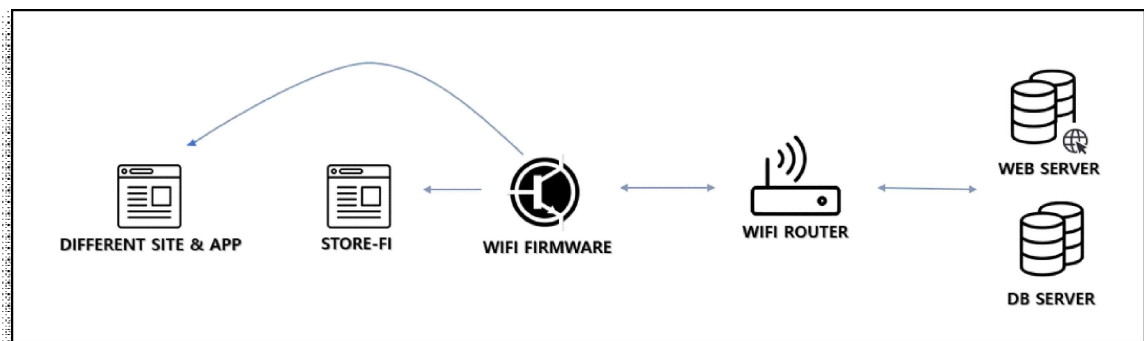 DIFFERENT SITE & APP
STORE-FI
WIFI FIRMWARE
WIFI ROUTER
WEB SERVER
DB SERVER